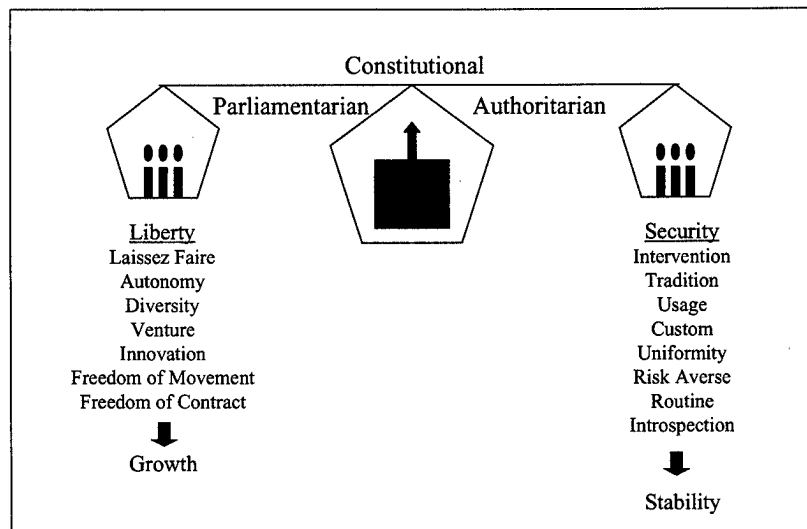 Constitutional
Parliamentarian
Authoritarian
Liberty
Laissez Faire
Autonomy
Diversity
Venture
Innovation
Freedom of Movement
Freedom of Contract
Growth
Security
Intervention
Tradition
Usage
Custom
Uniformity
Risk Averse
Routine
Introspection
Stability